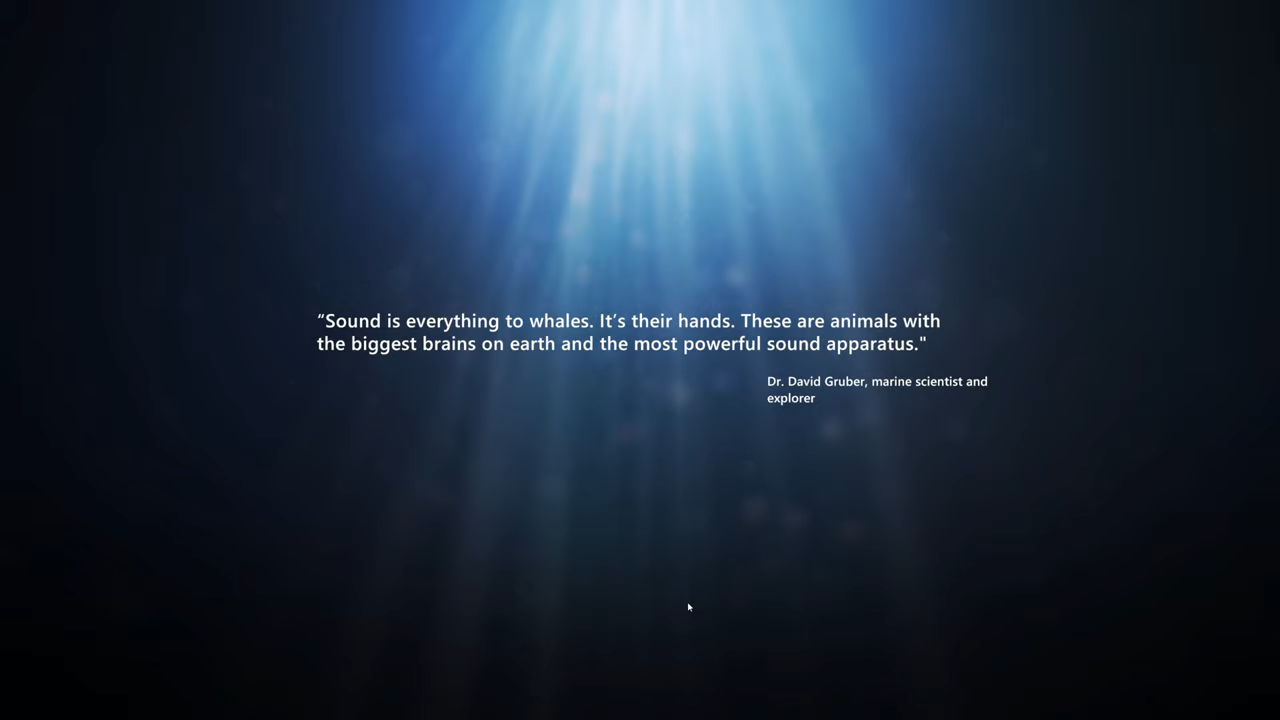 “Sound is everything to whales. It’s their hands. These are animals with
the biggest brains on earth and the most powerful sound apparatus."
Dr. David Gruber, marine scientist and
explorer